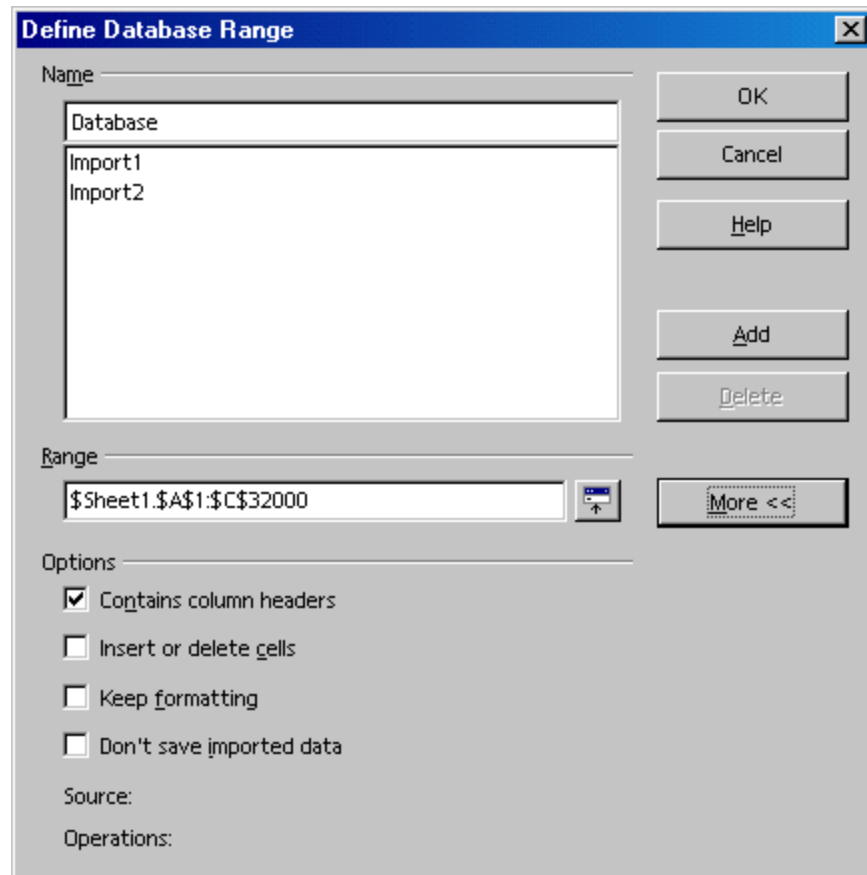 Define Database Range
Name
Database
Import1
Import2
OK
Cancel
Help
Add
Delete
Range
$Sheet1.$A$1:$C$32000
More <<
Options
Contains column headers
Insert or delete cells
Keep formatting
Don't save imported data
Source:
Operations: